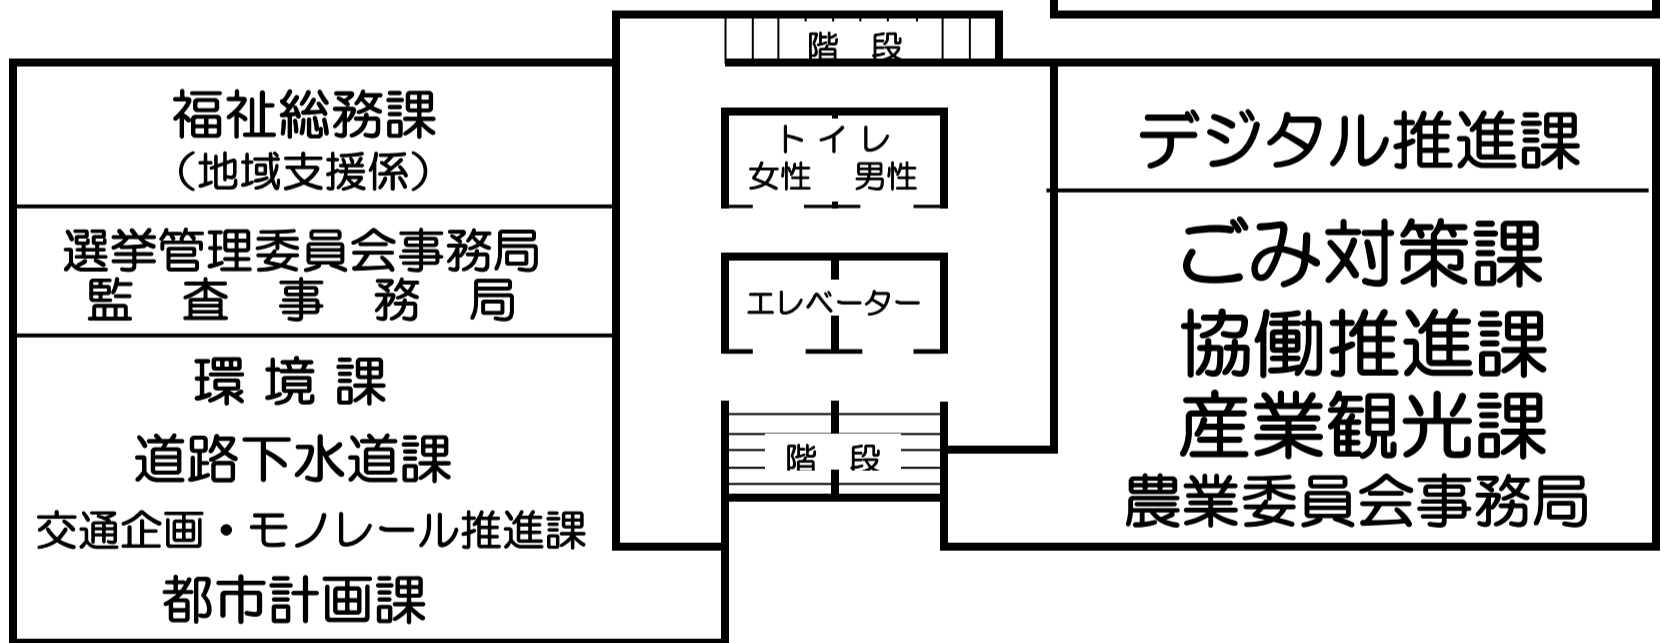 福祉総務課
（地域支援係）
選挙管理委員会事務局
監査事務局
環境課
道路下水道課
交通企画・モノレール推進課
都市計画課
階段
トイレ
女性 男性
エレベーター
階段
デジタル推進課
ごみ対策課
協働推進課
産業観光課
農業委員会事務局